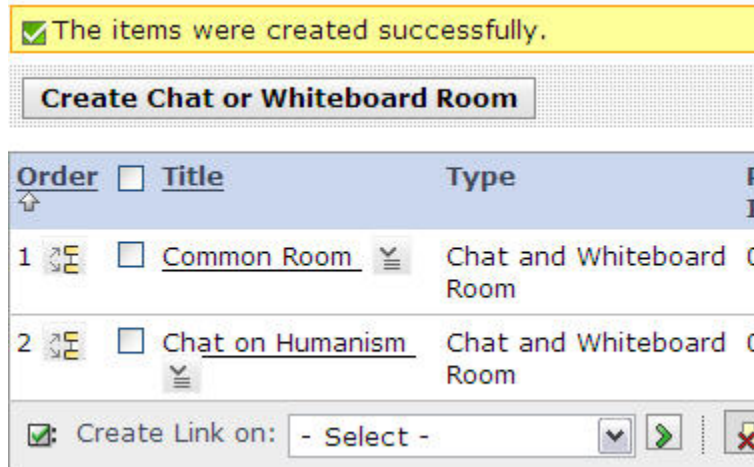 The items were created successfully.
Create Chat or Whiteboard Room
Order Title Type
1 Common Room Chat and Whiteboard
Room
2 Chat on Humanism Chat and Whiteboard
Room
Create Link on: - Select -